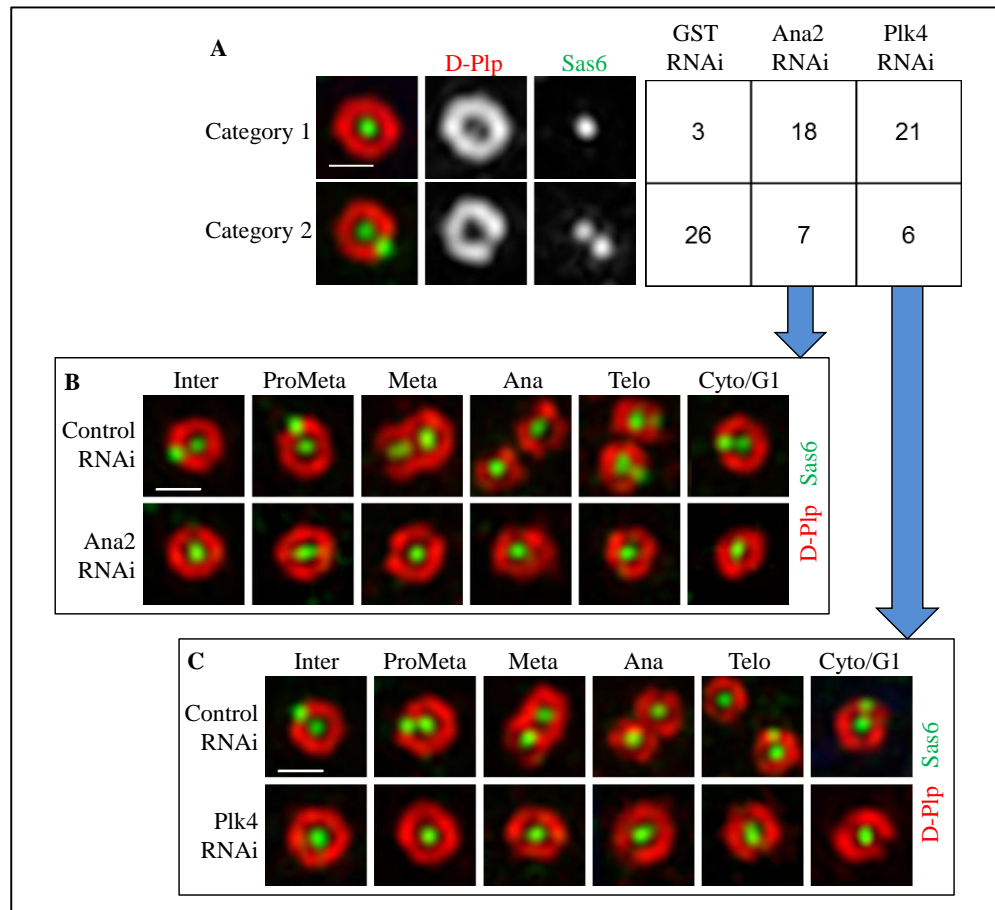 A
D-Plp
Sas6
GST
RNAi
Ana2
RNAi
Plk4
RNAi
Category 1
3
18
21
Category 2
26
7
6
B
Inter
ProMeta
Meta
Ana
Telo
Cyto/G1
Control
RNAi
Ana2
RNAi
D-Plp
Sas6
C
Inter
ProMeta
Meta
Ana
Telo
Cyto/G1
Control
RNAi
Plk4
RNAi
D-Plp
Sas6